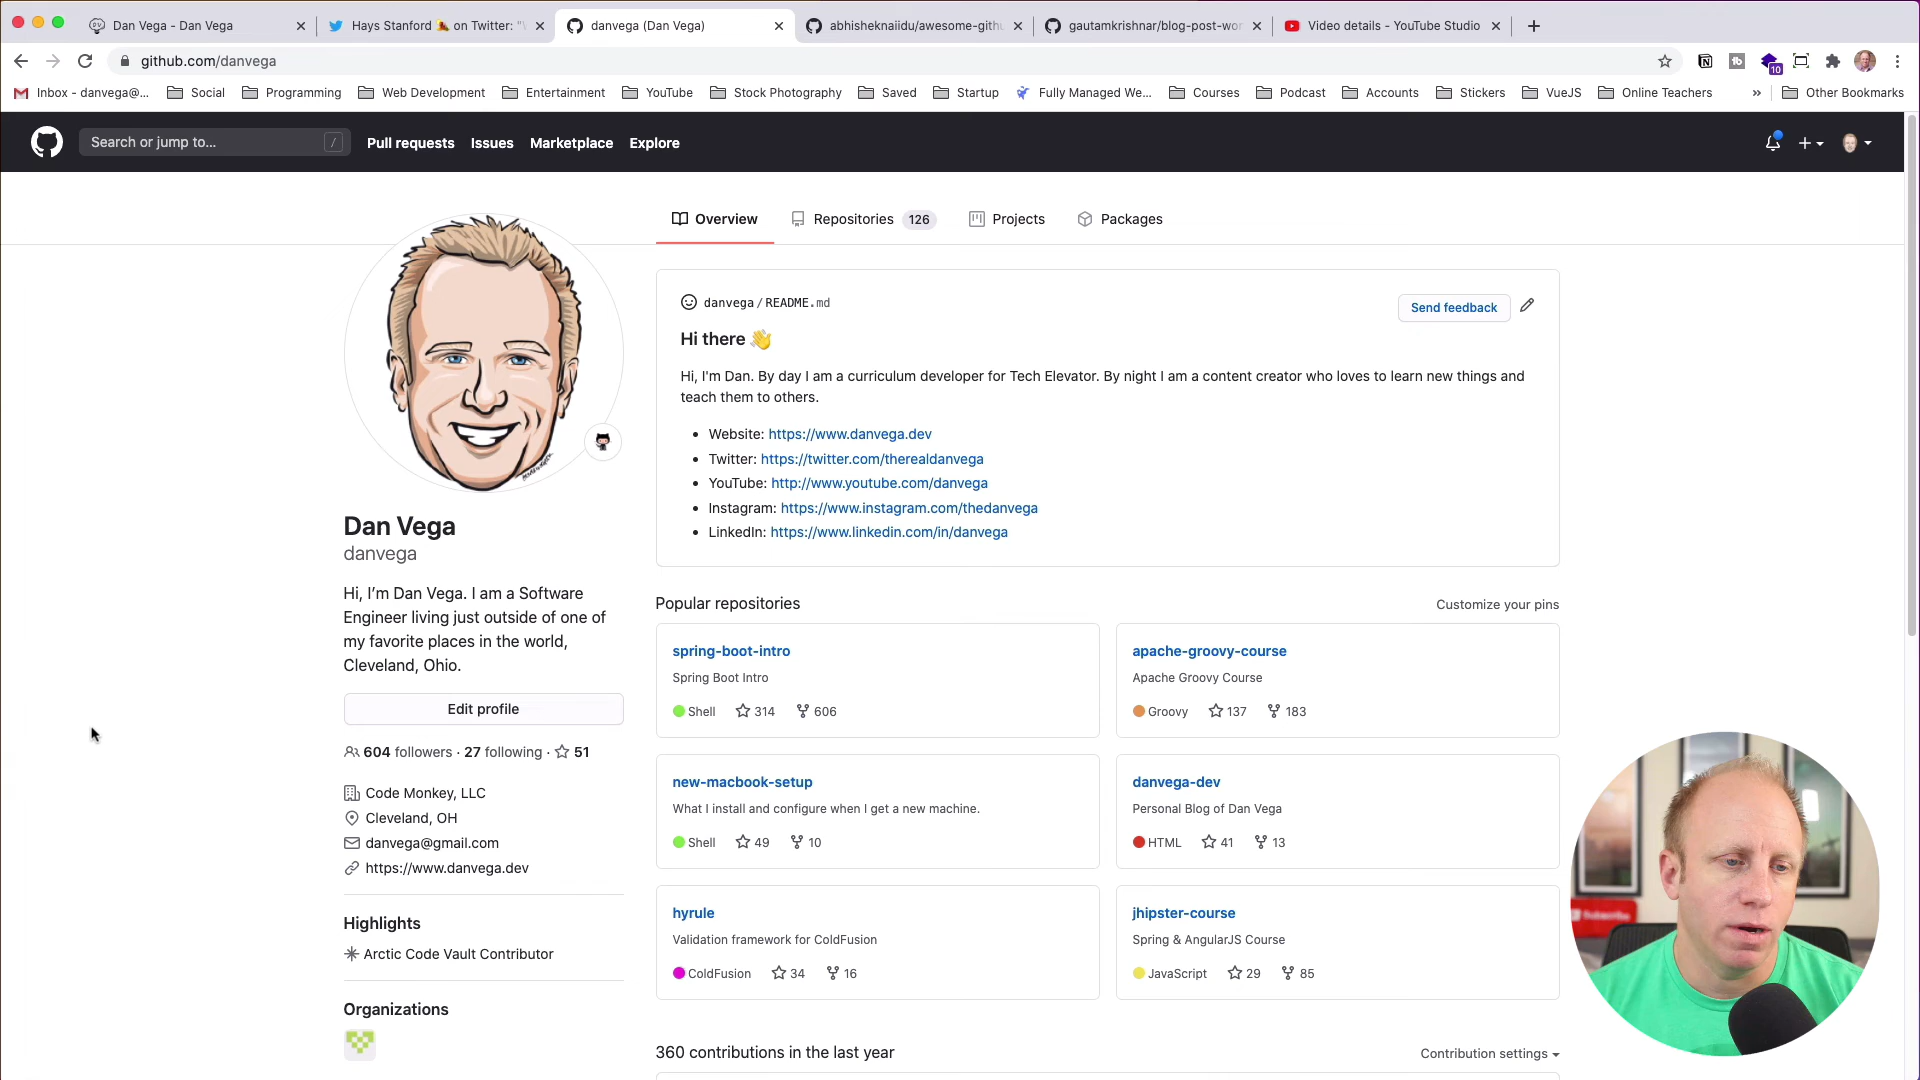 Dan Vega - Dan Vega
Hays Stanford 💃 on Twitter: "V
danvega (Dan Vega)
abhisheknaiidu/awesome-githu
gautamkrishnar/blog-post-wor
Video details - YouTube Studio
github.com/danvega
10
Inbox - danvega@...
Social
Programming
Web Development
Entertainment
YouTube
Stock Photography
Saved
Startup
Fully Managed We...
Courses
Podcast
Accounts
Stickers
VueJS
Online Teachers
»
Other Bookmarks
Search or jump to...
/
Pull requests
Issues
Marketplace
Explore
Overview
Repositories 126
Projects
Packages
danvega/README.md
Send feedback
Hi there 👋
Hi, I'm Dan. By day I am a curriculum developer for Tech Elevator. By night I am a content creator who loves to learn new things and
teach them to others.
• Website: https://www.danvega.dev
• Twitter: https://twitter.com/therealdanvega
• YouTube: http://www.youtube.com/danvega
• Instagram: https://www.instagram.com/thedanvega
• LinkedIn: https://www.linkedin.com/in/danvega
Dan Vega
danvega
Hi, I'm Dan Vega. I am a Software
Engineer living just outside of one of
my favorite places in the world,
Cleveland, Ohio.
Edit profile
604 followers · 27 following · 51
Code Monkey, LLC
Cleveland, OH
danvega@gmail.com
https://www.danvega.dev
Highlights
Arctic Code Vault Contributor
Organizations
Popular repositories
Customize your pins
spring-boot-intro
Spring Boot Intro
Shell 314 606
apache-groovy-course
Apache Groovy Course
Groovy 137 183
new-macbook-setup
What I install and configure when I get a new machine.
Shell 49 10
danvega-dev
Personal Blog of Dan Vega
HTML 41 13
hyrule
Validation framework for ColdFusion
ColdFusion 34 16
jhipster-course
Spring & AngularJS Course
JavaScript 29 85
360 contributions in the last year
Contribution settings